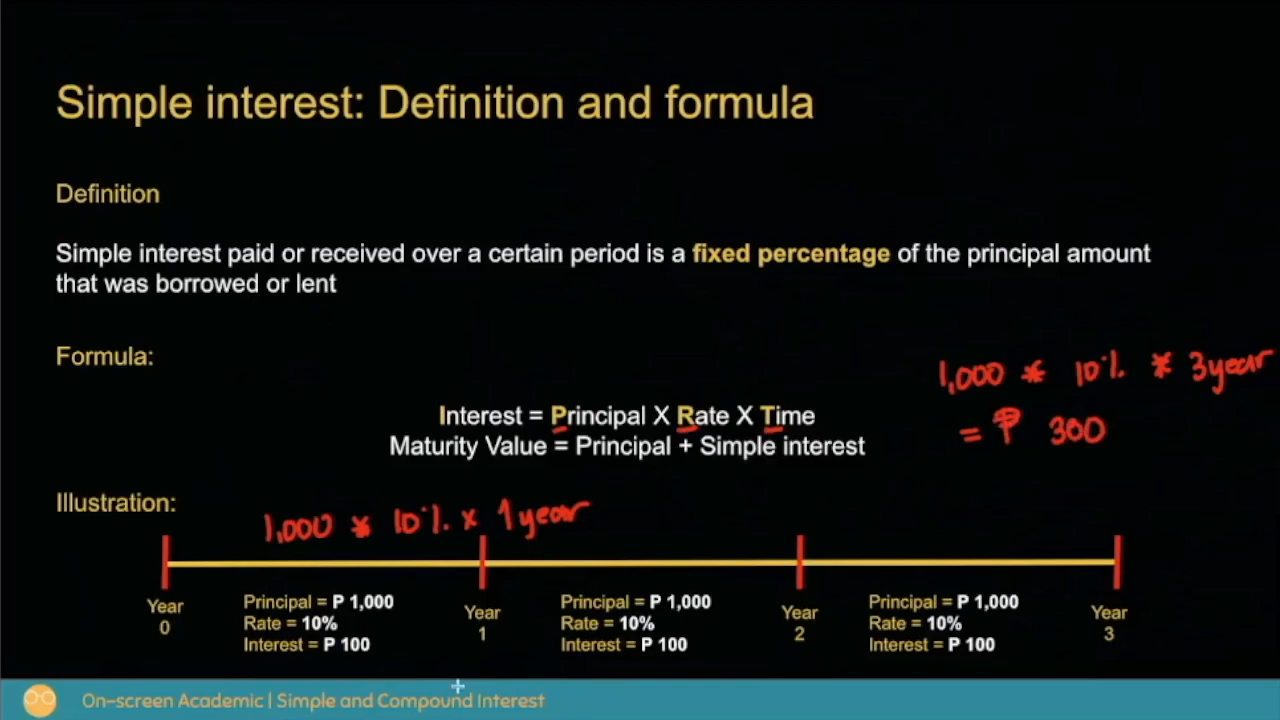 Simple interest: Definition and formula
Definition
Simple interest paid or received over a certain period is a fixed percentage of the principal amount
that was borrowed or lent
Formula:
1,000 * 10% * 3 year
= ₱ 300
Interest = Principal X Rate X Time
Maturity Value = Principal + Simple interest
Illustration:
1,000 * 10% x 1 year
Year
0
Principal = P 1,000
Rate = 10%
Interest = P 100
Year
1
Principal = P 1,000
Rate = 10%
Interest = P 100
Year
2
Principal = P 1,000
Rate = 10%
Interest = P 100
Year
3
On-screen Academic | Simple and Compound Interest